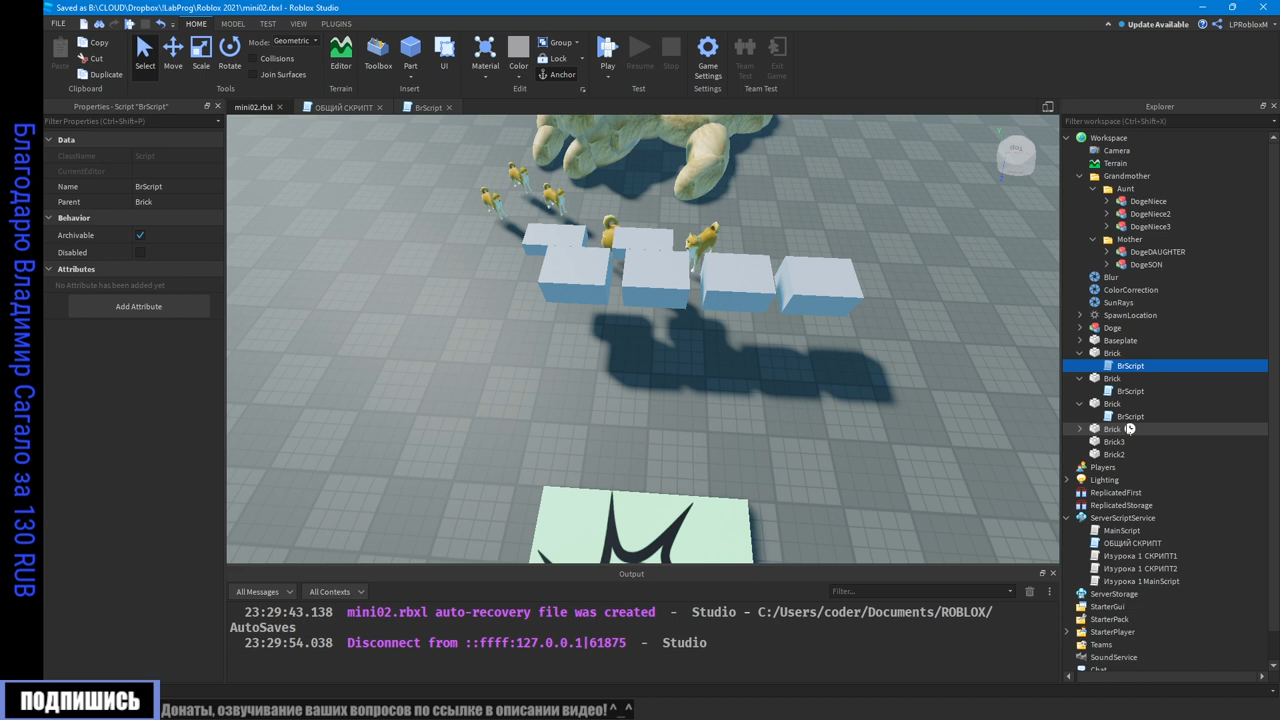 Saved as B:\CLOUD\Dropbox\!LabProg\Roblox 2021\mini02.rbxl - Roblox Studio
FILE HOME MODEL TEST VIEW PLUGINS Update Available LPRobloxM
Paste Copy Cut Duplicate Select Move Scale Rotate Mode: Geometric Collisions Join Surfaces Editor Toolbox Part UI Material Color Group Lock Anchor Play Resume Stop Game Settings Team Test Exit Game
Clipboard Tools Terrain Insert Edit Test Settings Team Test
Properties - Script "BrScript"
Filter Properties (Ctrl+Shift+P)
Data
ClassName Script
CurrentEditor
Name BrScript
Parent Brick
Behavior
Archivable
Disabled
Attributes
No Attribute has been added yet
Add Attribute
mini02.rbxl ОБЩИЙ СКРИПТ BrScript
Explorer
Filter workspace (Ctrl+Shift+X)
Workspace
Camera
Terrain
Grandmother
Aunt
DogeNiece
DogeNiece2
DogeNiece3
Mother
DogeDAUGHTER
DogeSON
Blur
ColorCorrection
SunRays
SpawnLocation
Doge
Baseplate
Brick
BrScript
Brick
BrScript
Brick
BrScript
Brick
Brick3
Brick2
Players
Lighting
ReplicatedFirst
ReplicatedStorage
ServerScriptService
MainScript
ОБЩИЙ СКРИПТ
Из урока 1 СКРИПТ1
Из урока 1 СКРИПТ2
Из урока 1 MainScript
ServerStorage
StarterGui
StarterPack
StarterPlayer
Teams
SoundService
Chat
Output
All Messages All Contexts Filter...
23:29:43.138 mini02.rbxl auto-recovery file was created - Studio - C:/Users/coder/Documents/ROBLOX/
AutoSaves
23:29:54.038 Disconnect from ::ffff:127.0.0.1|61875 - Studio
Благодарю Владимир Сагало за 130 RUB
ПОДПИШИСЬ
Донаты, озвучивание ваших вопросов по ссылке в описании видео! ^_^